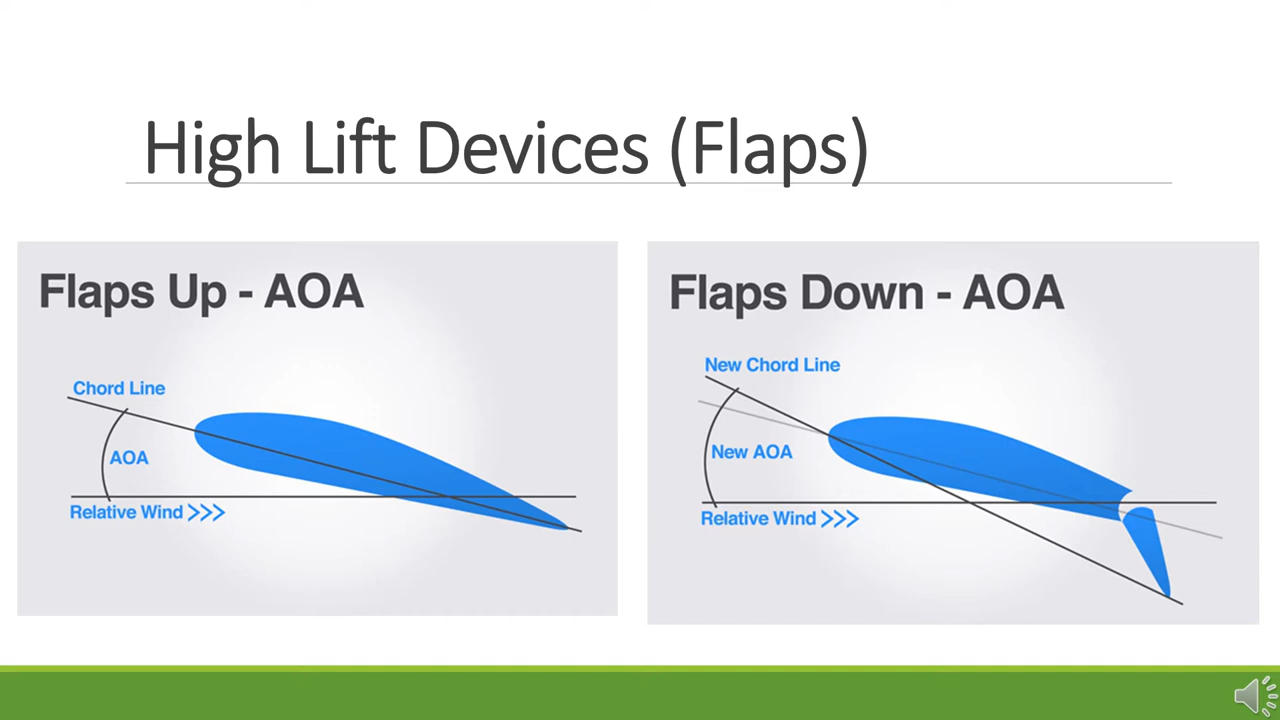 High Lift Devices (Flaps)
Flaps Up - AOA
Chord Line
AOA
Relative Wind >>>
Flaps Down - AOA
New Chord Line
New AOA
Relative Wind >>>